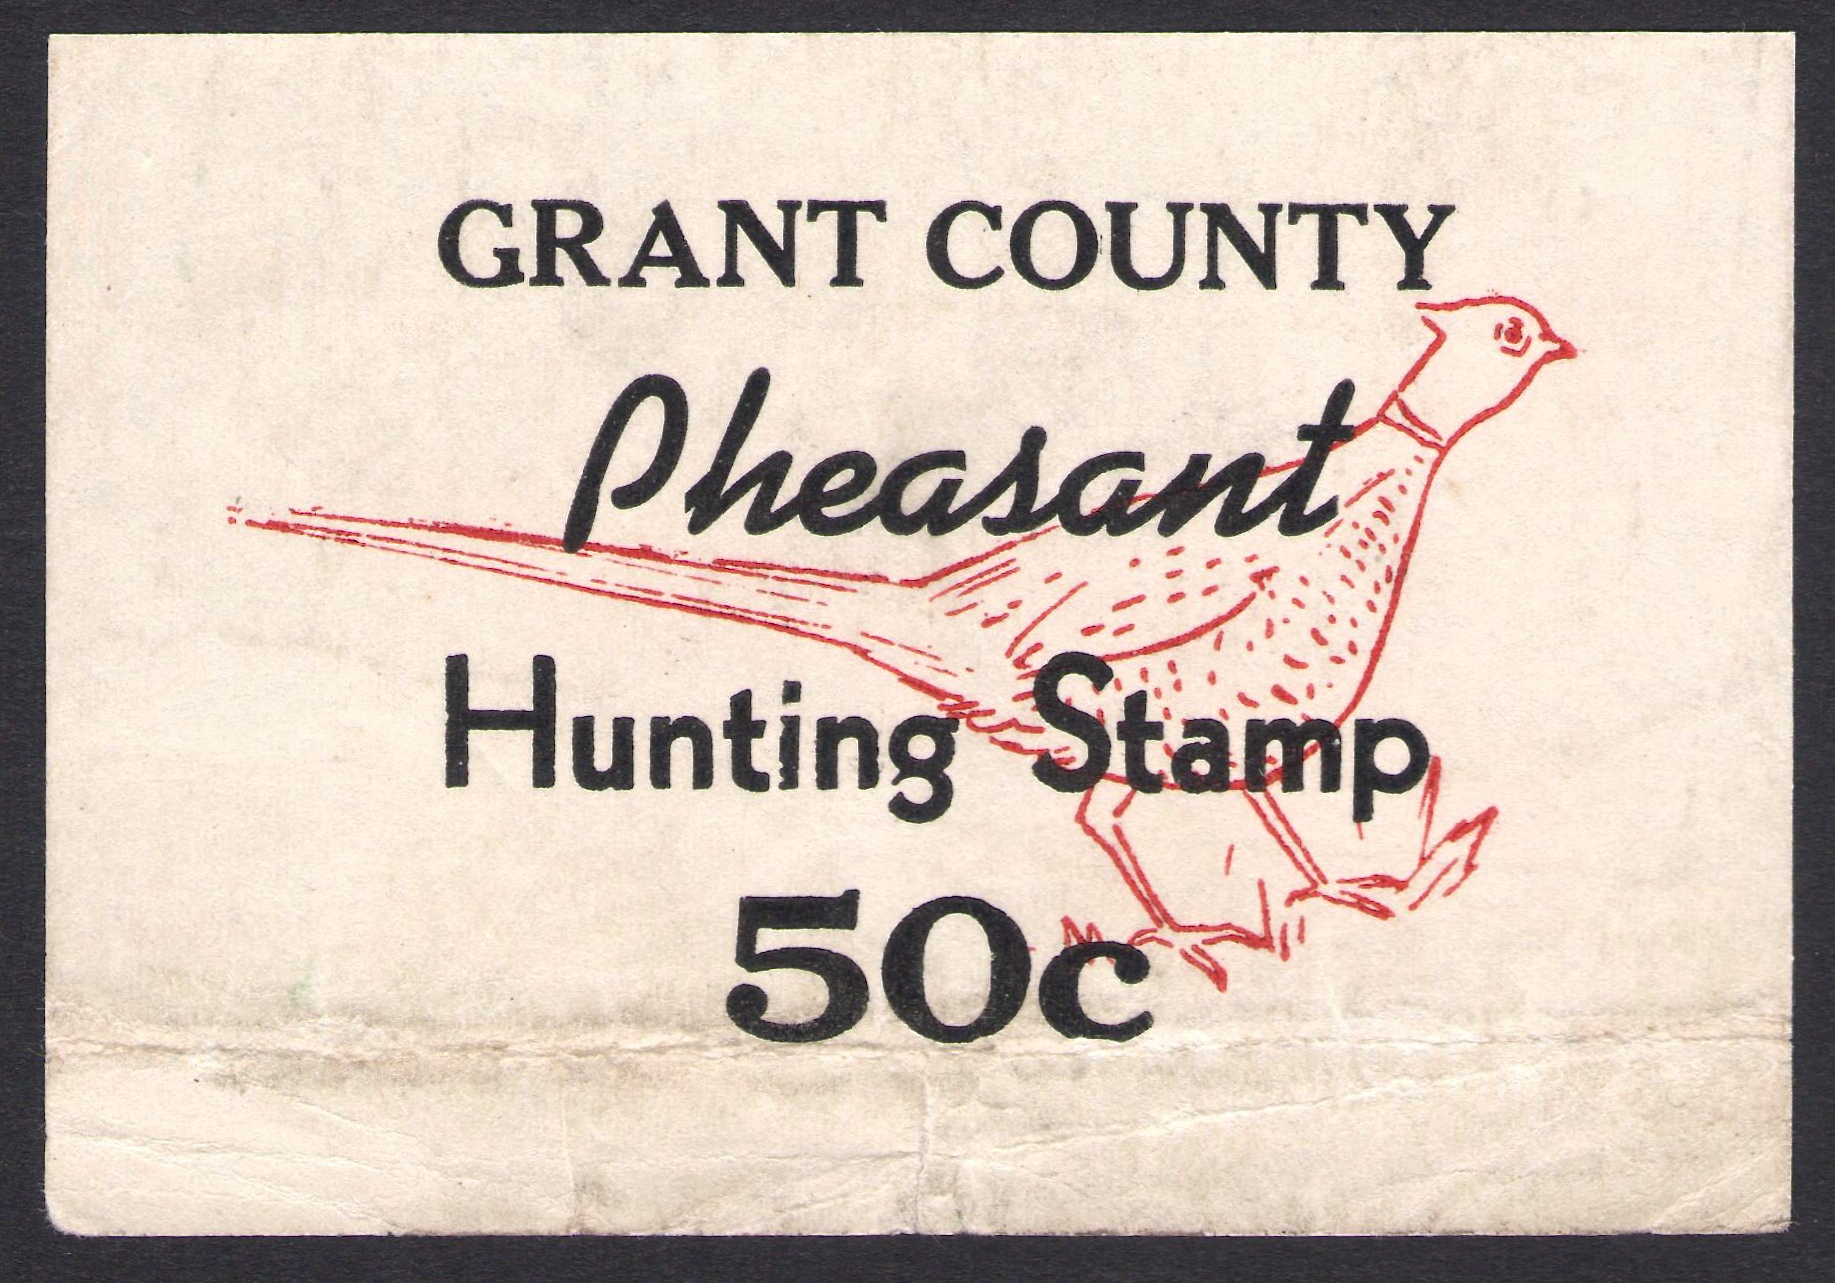 GRANT COUNTY
Pheasant
Hunting Stamp
50c